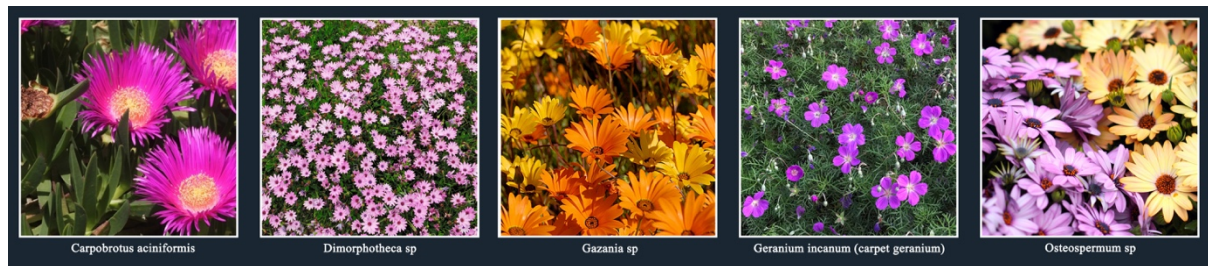 Carpobrotus aciniformis
Dimorphotheca sp
Gazania sp
Geranium incanum (carpet geranium)
Osteospermum sp